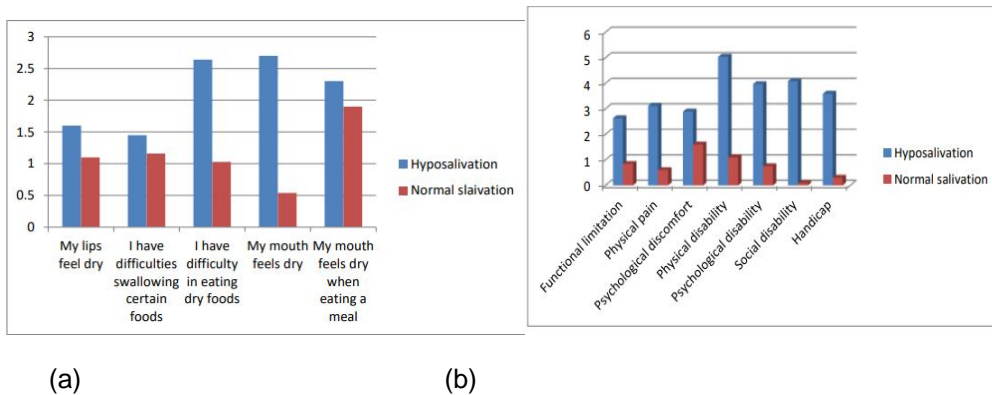 3
2.5
2
1.5
1
0.5
0
My lips
feel dry
I have
difficulties
swallowing
certain
foods
I have
difficulty
in eating
dry foods
My mouth
feels dry
My mouth
feels dry
when
eating a
meal
Hyposalivation
Normal slaivation
6
5
4
3
2
1
0
Functional limitation
Physical pain
Psychological discomfort
Physical disability
Psychological disability
Social disability
Handicap
Hyposalivation
Normal salivation
(a)
(b)